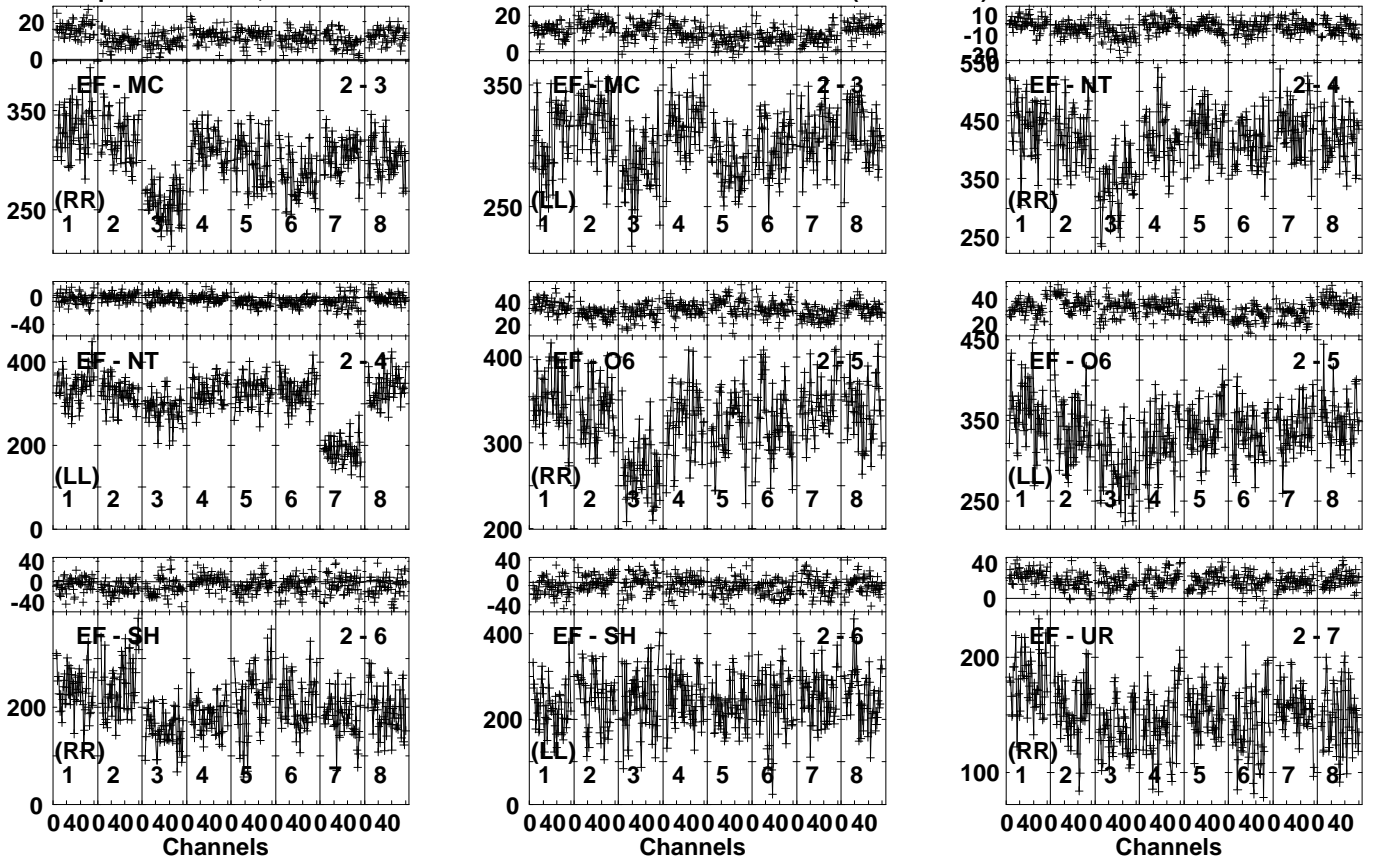 20 20 10
0 0 -10
-30
EF - MC 2 - 3 EF - MC 2 - 3 550 EF - NT 2 - 4
350 350 450
350
250 (RR) 250 (LL) (RR)
1 2 3 4 5 6 7 8 1 2 3 4 5 6 7 8 1 2 3 4 5 6 7 8
250
0 40 40
-40 20 20
EF - NT 2 - 4 EF - O6 2 - 5 450 EF - O6 2 - 5
400 400
350
200 300
(LL) (RR) (LL)
1 2 3 4 5 6 7 8 1 2 3 4 5 6 7 8 250 1 2 3 4 5 6 7 8
0 200
40 40 40
0 0
-40 -40 0
EF - SH 2 - 6 EF - SH 2 - 6 EF - UR 2 - 7
400 200
200 200
(RR) (LL) (RR)
1 2 3 4 5 6 7 8 1 2 3 4 5 6 7 8 100 1 2 3 4 5 6 7 8
0 0
0 40 0 40 0 40 0 40 0 40 0 40 0 40 0 40 0 40 0 40 0 40 0 40 0 40 0 40 0 40 0 40 0 40 0 40 0 40 0 40 0 40 0 40 0 40 0 40
Channels Channels Channels